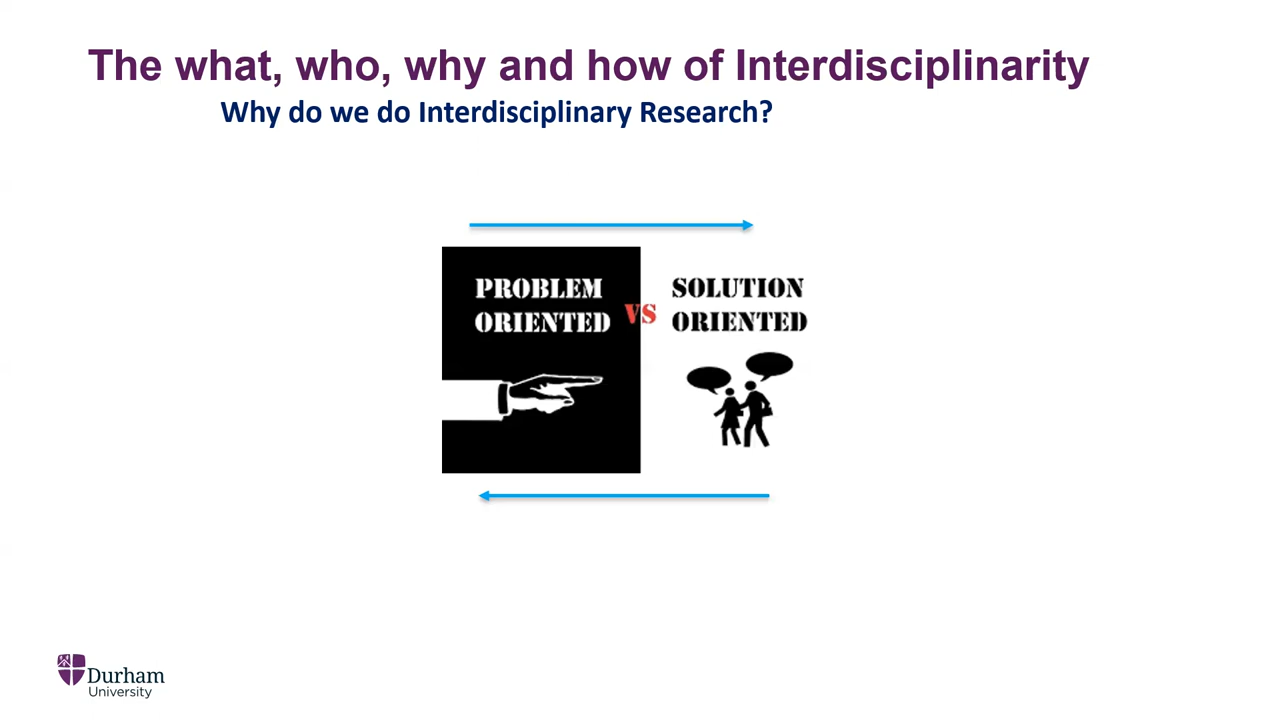 The what, who, why and how of Interdisciplinarity
Why do we do Interdisciplinary Research?
PROBLEM
ORIENTED
VS
SOLUTION
ORIENTED
Durham
University